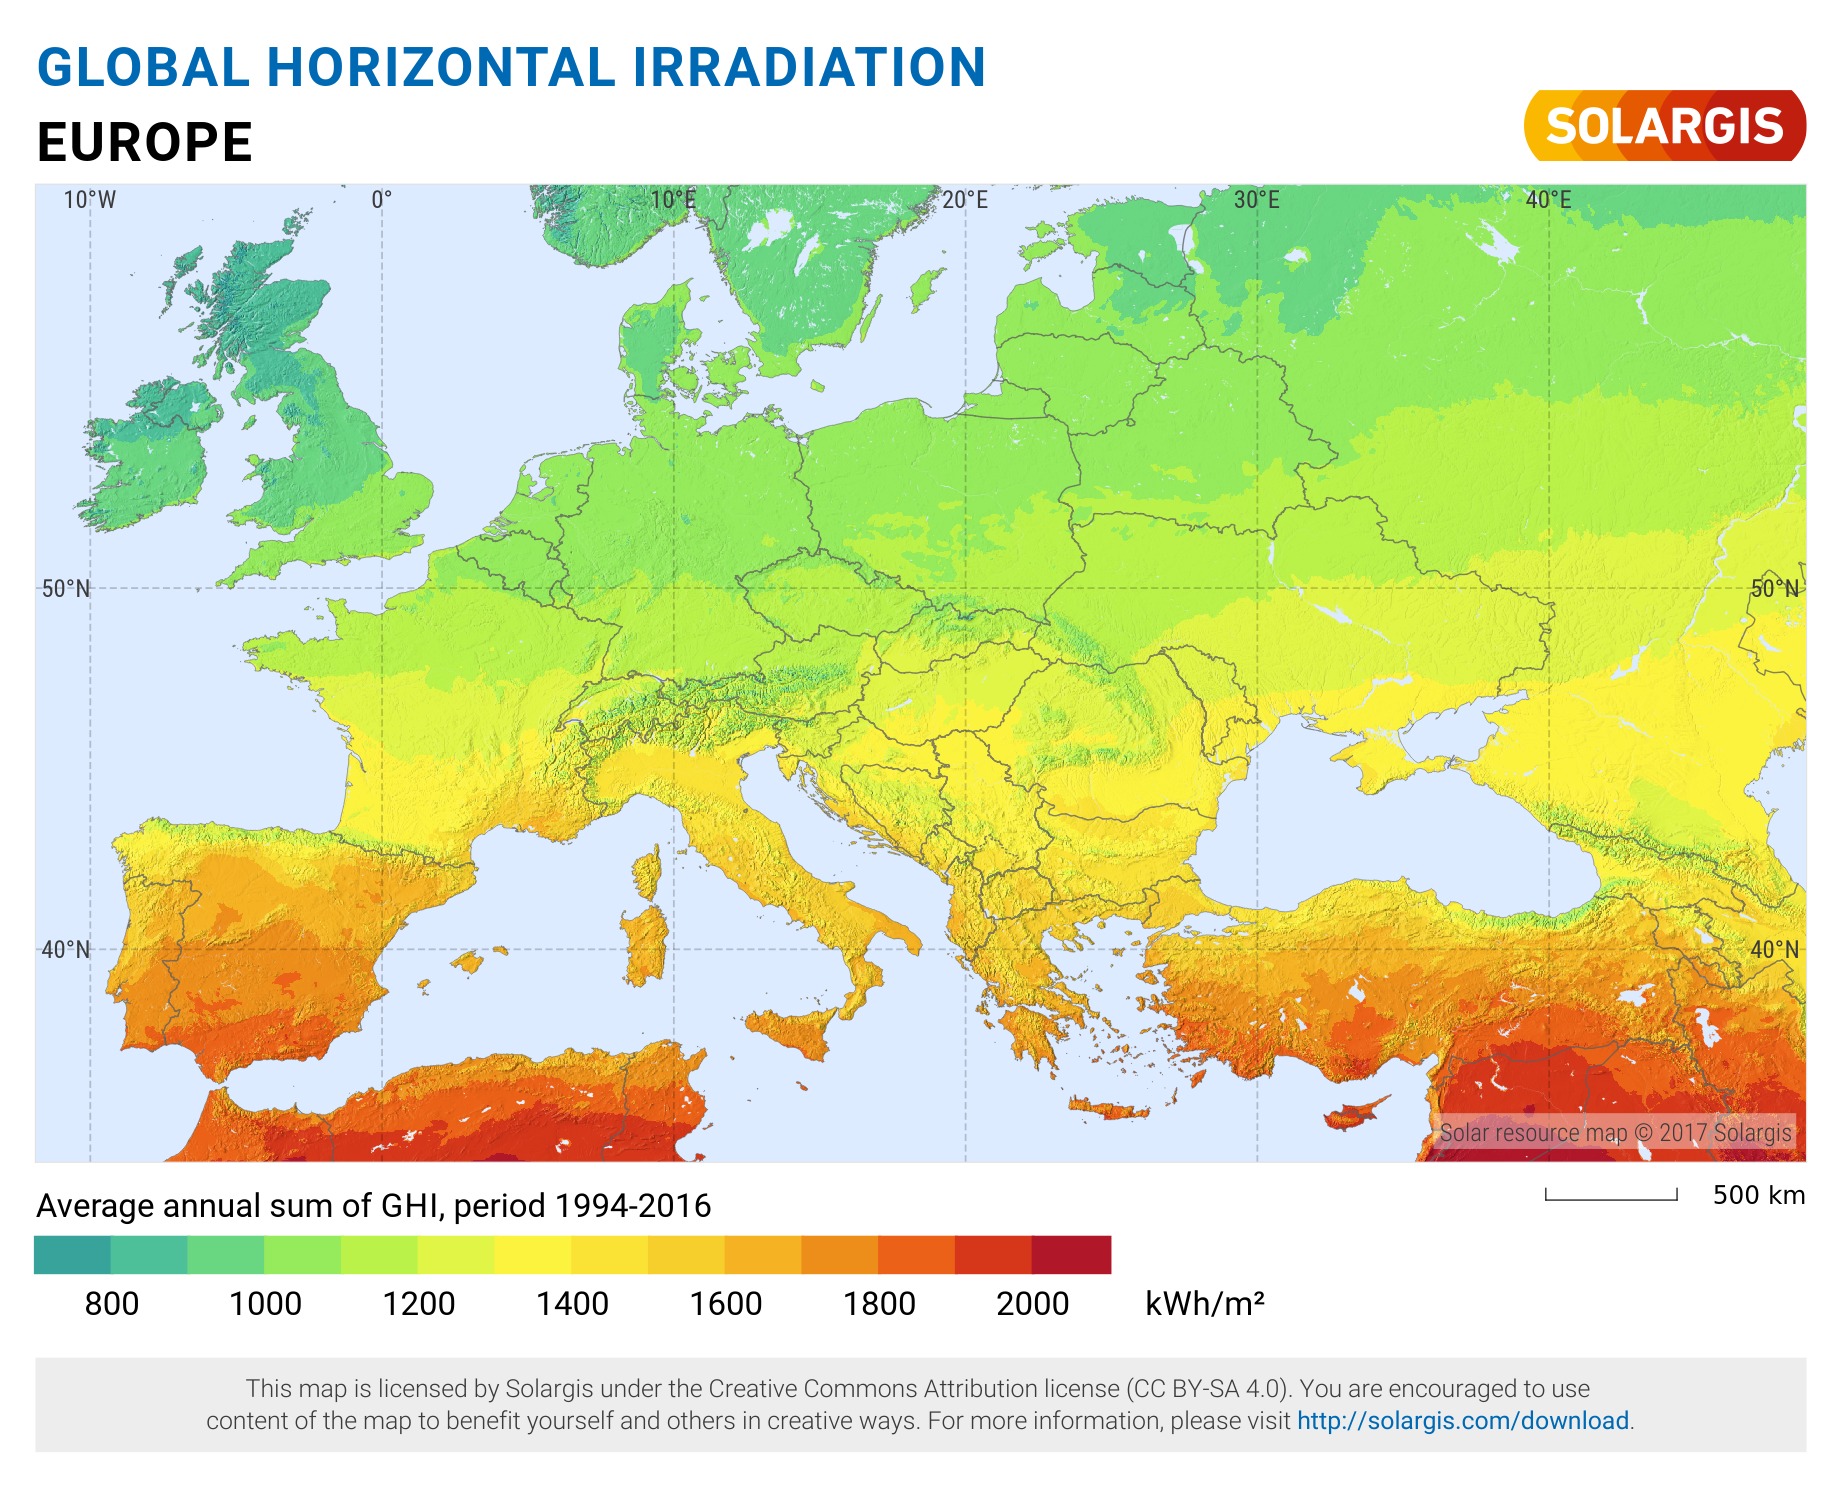 GLOBAL HORIZONTAL IRRADIATION
EUROPE
SOLARGIS
10°W 0° 10°E 20°E 30°E 40°E
50°N 50°N
40°N 40°N
Solar resource map © 2017 Solargis
Average annual sum of GHI, period 1994-2016
500 km
800 1000 1200 1400 1600 1800 2000 kWh/m²
This map is licensed by Solargis under the Creative Commons Attribution license (CC BY-SA 4.0). You are encouraged to use
content of the map to benefit yourself and others in creative ways. For more information, please visit http://solargis.com/download.